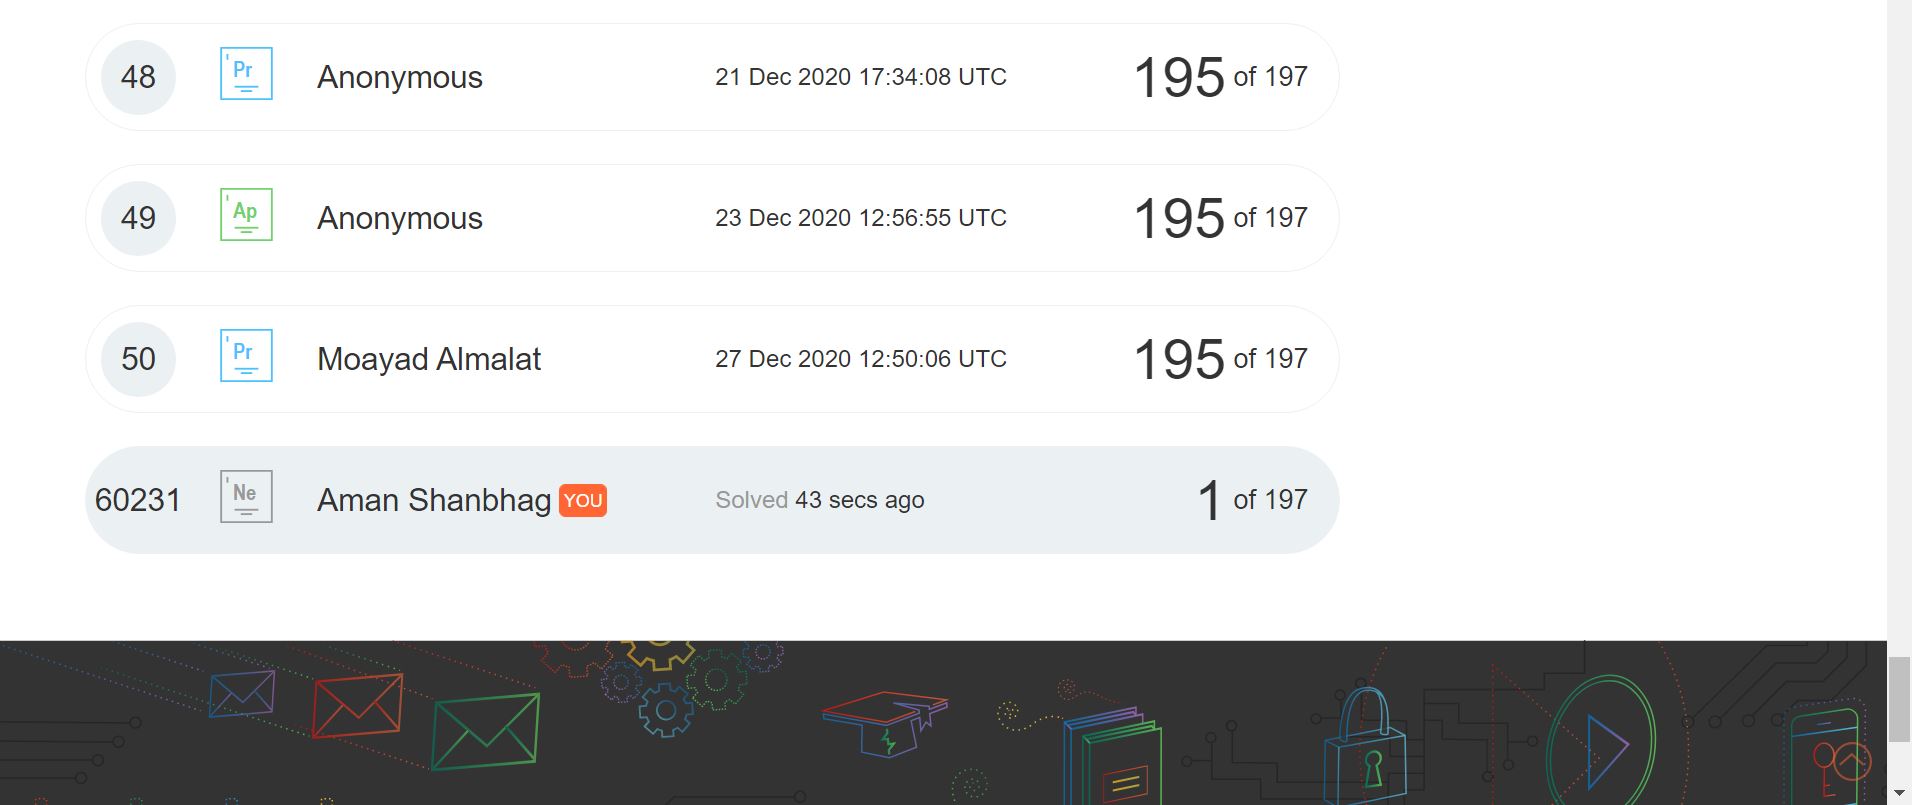 48 ' Pr Anonymous 21 Dec 2020 17:34:08 UTC 195 of 197
49 ' Ap Anonymous 23 Dec 2020 12:56:55 UTC 195 of 197
50 ' Pr Moayad Almalat 27 Dec 2020 12:50:06 UTC 195 of 197
60231 ' Ne Aman Shanbhag YOU Solved 43 secs ago 1 of 197